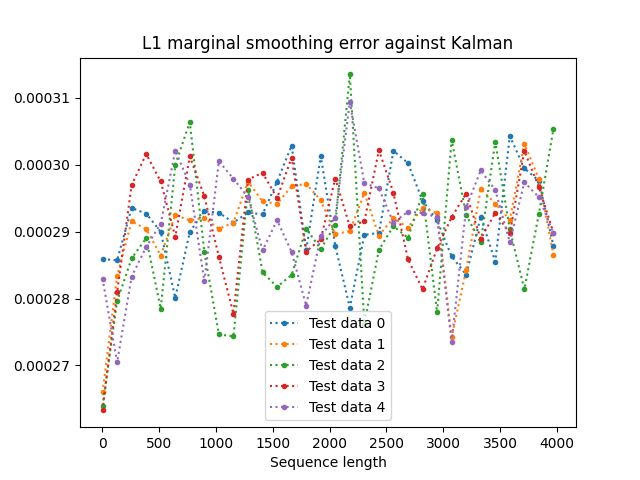 L1 marginal smoothing error against Kalman
0.00031
0.00030
0.00029
0.00028
0.00027
Test data 0
Test data 1
Test data 2
Test data 3
Test data 4
0 500 1000 1500 2000 2500 3000 3500 4000
Sequence length